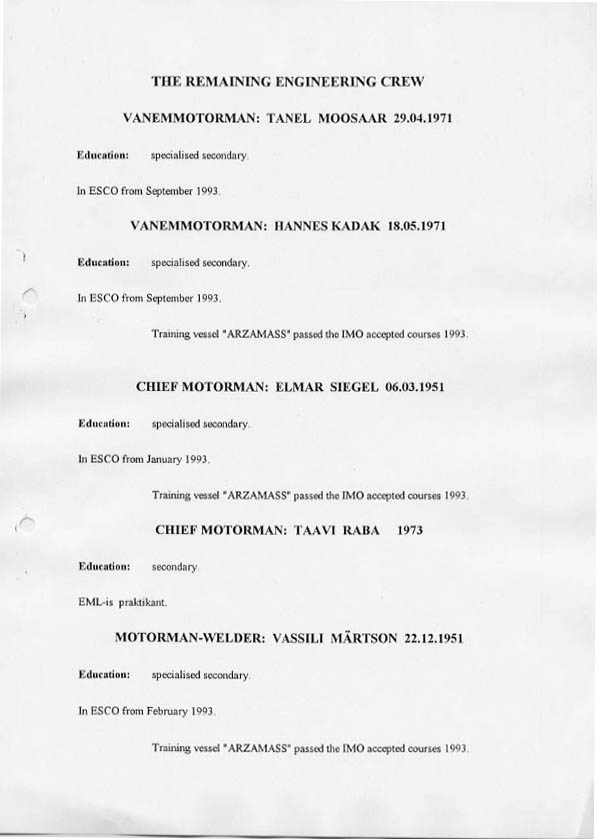 THE REMAINING ENGINEERING CREW
VANEMMOTORMAN: TANEL MOOSAAR 29.04.1971
Education: specialised secondary.
In ESCO from September 1993.
VANEMMOTORMAN: HANNES KADAK 18.05.1971
Education: specialised secondary.
In ESCO from September 1993.
Training vessel "ARZAMASS" passed the IMO accepted courses 1993.
CHIEF MOTORMAN: ELMAR SIEGEL 06.03.1951
Education: specialised secondary.
In ESCO from January 1993.
Training vessel "ARZAMASS" passed the IMO accepted courses 1993.
CHIEF MOTORMAN: TAAVI RABA 1973
Education: secondary.
EML-is praktikant.
MOTORMAN-WELDER: VASSILI MÄRTSON 22.12.1951
Education: specialised secondary.
In ESCO from February 1993.
Training vessel "ARZAMASS" passed the IMO accepted courses 1993.